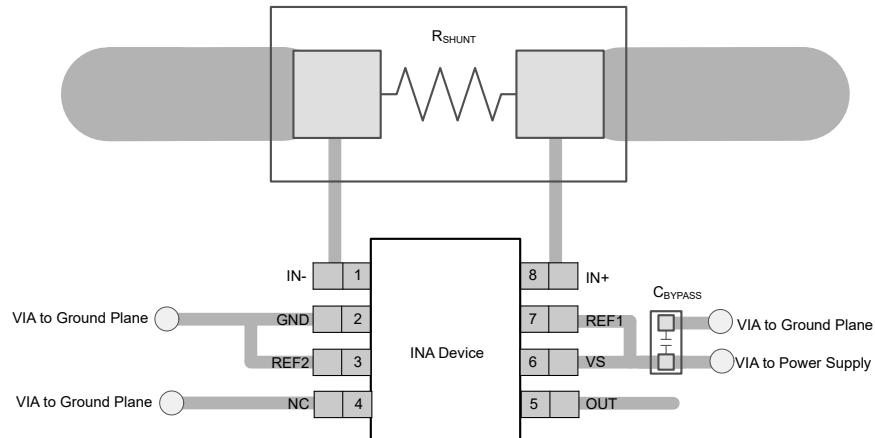 RSHUNT
IN- 1
8 IN+
CBYPASS
VIA to Ground Plane
GND 2
7 REF1
VIA to Ground Plane
INA Device
REF2 3
6 VS
VIA to Power Supply
VIA to Ground Plane
NC 4
5 OUT